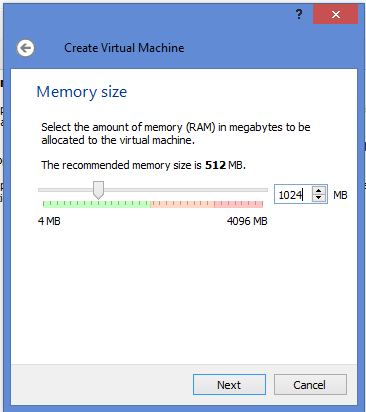 ?
Create Virtual Machine
Memory size
Select the amount of memory (RAM) in megabytes to be
allocated to the virtual machine.
The recommended memory size is 512 MB.
1024 MB
4 MB 4096 MB
Next Cancel